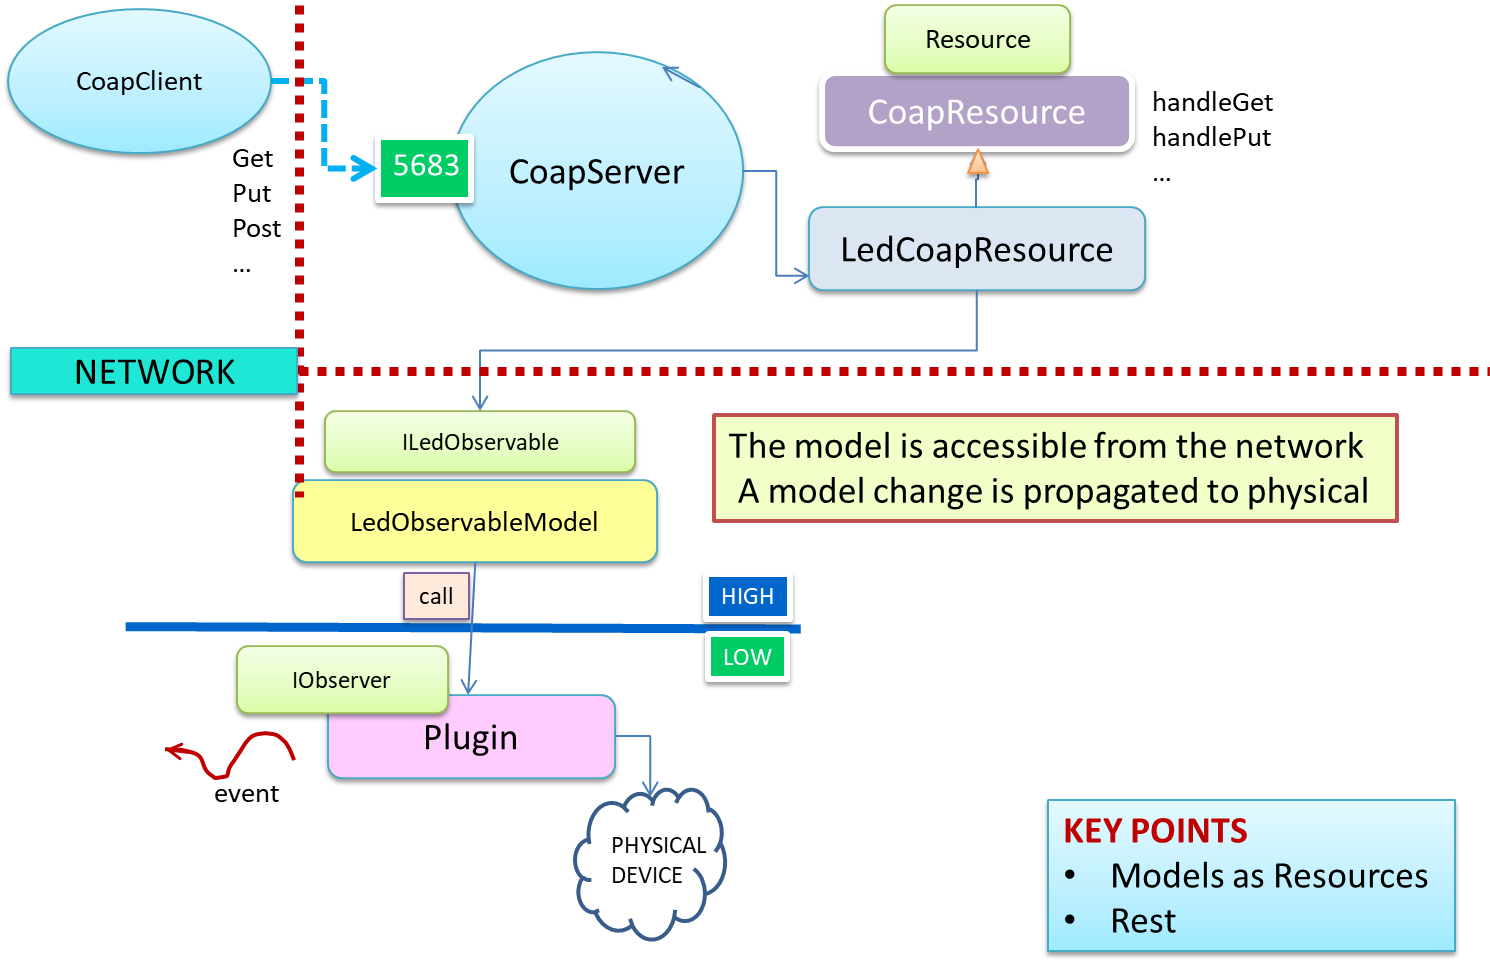 CoapClient
Get
Put
Post
...
5683
CoapServer
Resource
CoapResource
handleGet
handlePut
...
LedCoapResource
NETWORK
ILedObservable
LedObservableModel
The model is accessible from the network
A model change is propagated to physical
call
HIGH
LOW
IObserver
Plugin
event
PHYSICAL
DEVICE
KEY POINTS
• Models as Resources
• Rest